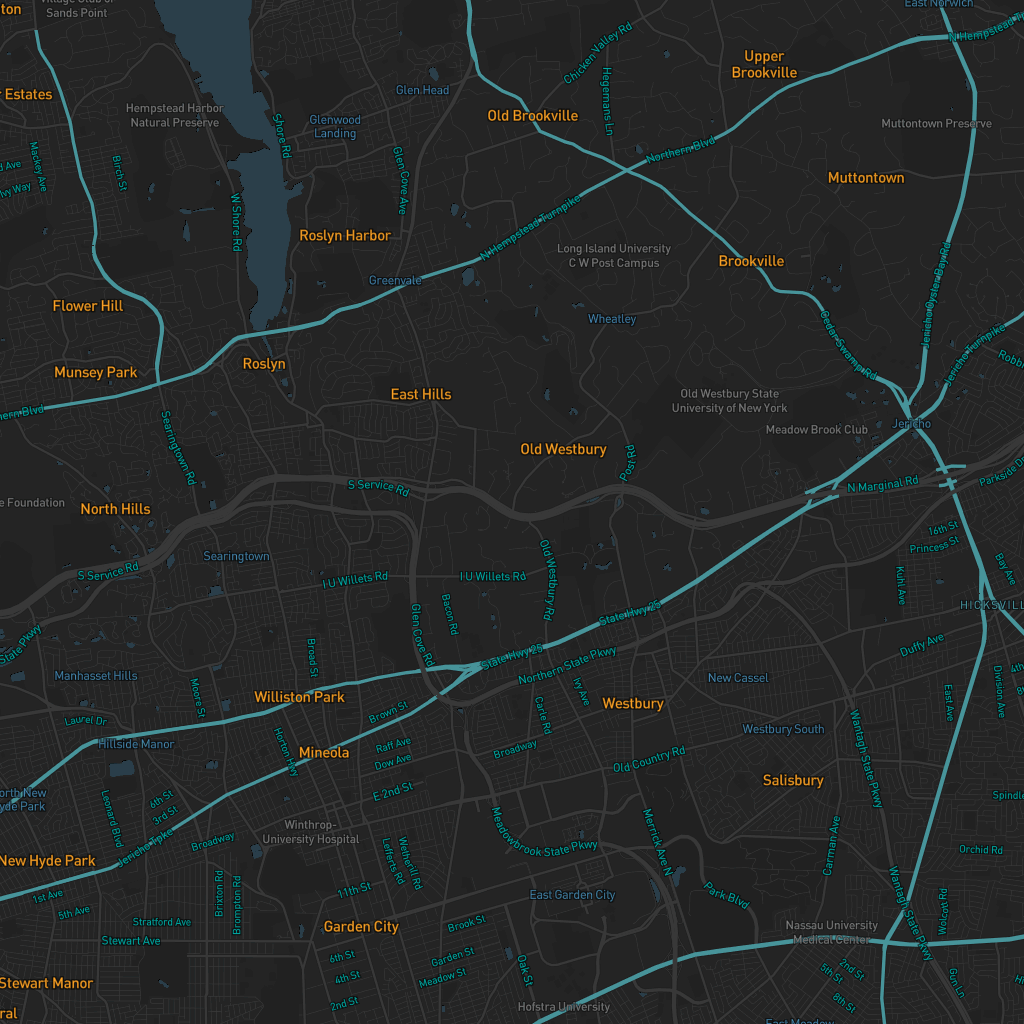 Village Club of
Sands Point
East Norwich
N Hempstead
Chicken Valley Rd
Upper
Brookville
Glen Head
Hegemans Ln
Estates
Hempstead Harbor
Natural Preserve
Glenwood
Landing
Shore Rd
Old Brookville
Muttontown Preserve
Northern Blvd
Mackey Ave
Birch St
Glen Cove Ave
Muttontown
W Shore Rd
Roslyn Harbor
N Hempstead Turnpike
Long Island University
C W Post Campus
Brookville
Greenvale
Jericho Oyster Bay Rd
Flower Hill
Wheatley
Cedar Swamp Rd
Jericho Turnpike
Roslyn
Munsey Park
East Hills
Old Westbury State
University of New York
Blvd
Jericho
Meadow Brook Club
Searingtown Rd
Old Westbury
Post Rd
S Service Rd
N Marginal Rd
Parkside
Foundation
North Hills
16th St
Princess St
Searingtown
S Service Rd
I U Willets Rd
I U Willets Rd
Old Westbury Rd
Kuhl Ave
Bay Ave
Bacon Rd
Glen Cove Rd
State Hwy 25
State Pkwy
Broad St
State Hwy 25
Duffy Ave
Northern State Pkwy
Manhasset Hills
Moore St
Williston Park
Ivy Ave
New Cassel
Westbury
East Ave
Division Ave
Laurel Dr
Brown St
Carle Rd
Wantagh State Pkwy
Hillside Manor
Horton Hwy
Mineola
Raff Ave
Dow Ave
Broadway
Old Country Rd
Westbury South
Salisbury
E 2nd St
6th St
3rd St
Leonard Blvd
Jericho Tpke
Broadway
Winthrop-
University Hospital
Meadowbrook State Pkwy
Merrick Ave N
Carman Ave
Orchid Rd
New Hyde Park
Lefferts Rd
Wetherill Rd
1st Ave
5th Ave
Brixton Rd
Brompton Rd
11th St
East Garden City
Park Blvd
Wantagh State Pkwy
Wolcot Rd
Stratford Ave
Stewart Ave
Garden City
Brook St
Nassau University
Medical Center
6th St
4th St
2nd St
Garden St
Meadow St
Oak St
2nd St
5th St
8th St
Gun Ln
Stewart Manor
Hofstra University
East Meadow